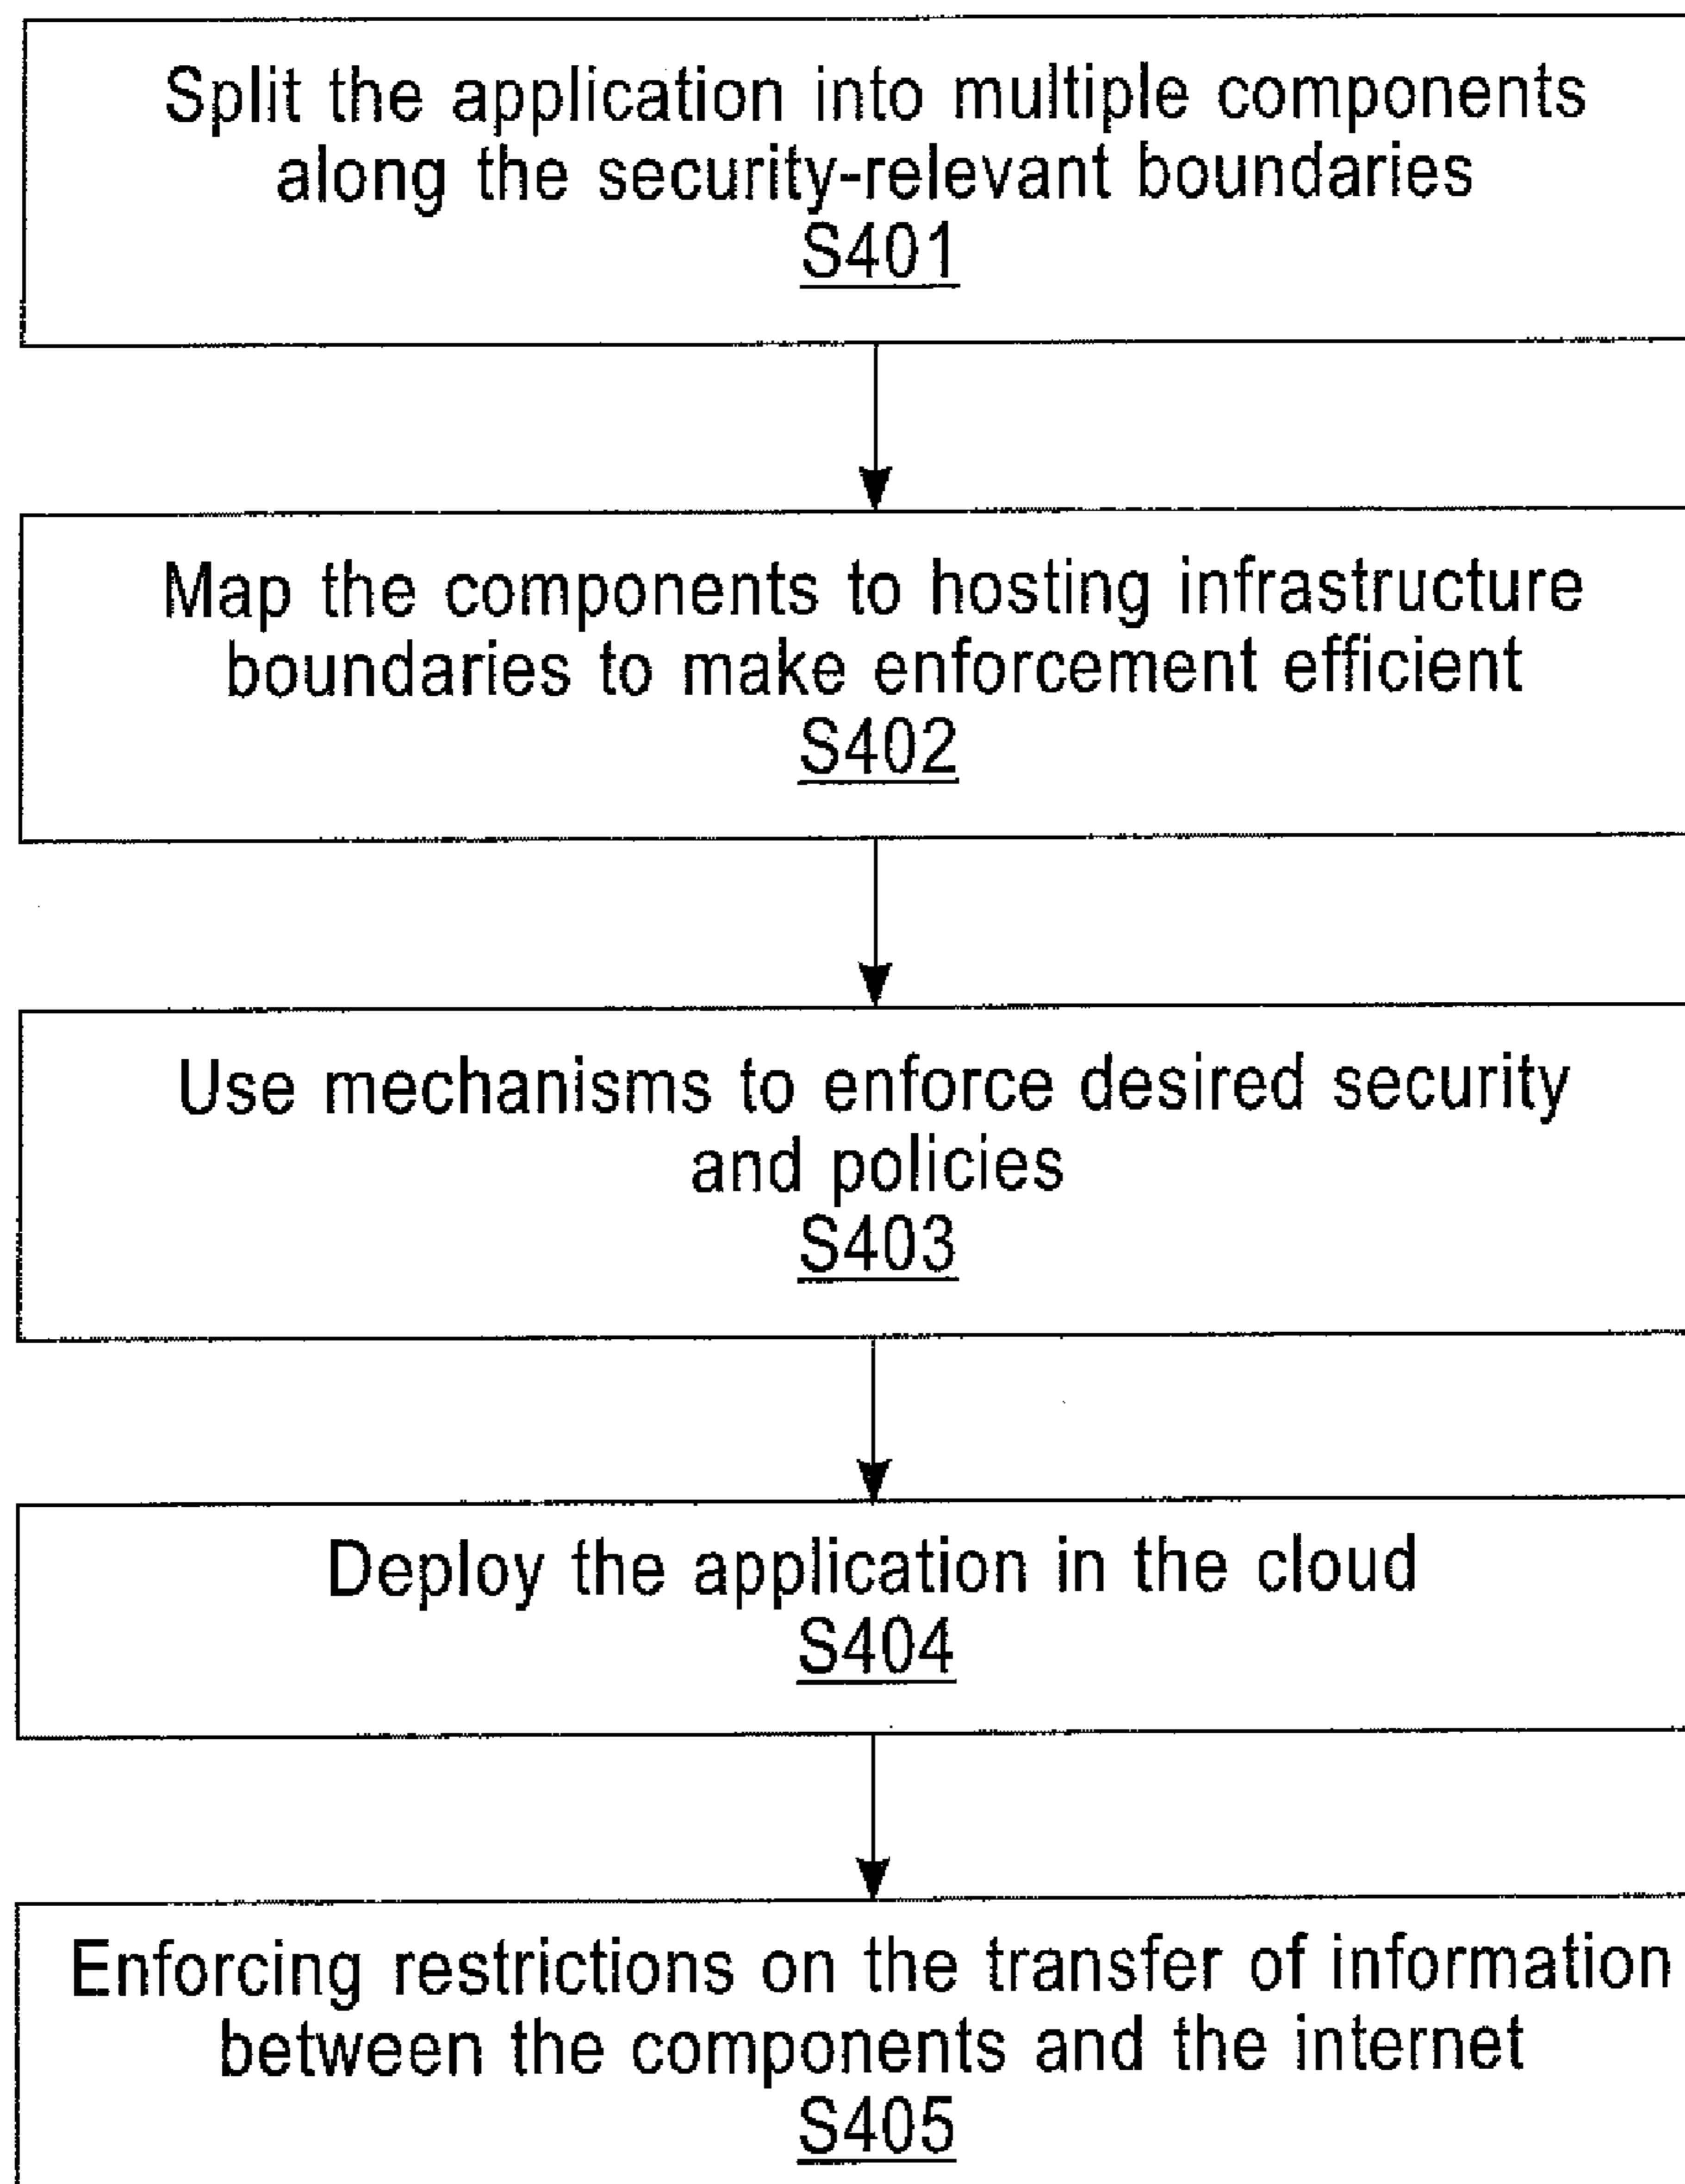 Split the application into multiple components
along the security-relevant boundaries
S401
Map the components to hosting infrastructure
boundaries to make enforcement efficient
S402
Use mechanisms to enforce desired security
and policies
S403
Deploy the application in the cloud
S404
Enforcing restrictions on the transfer of information
between the components and the internet
S405